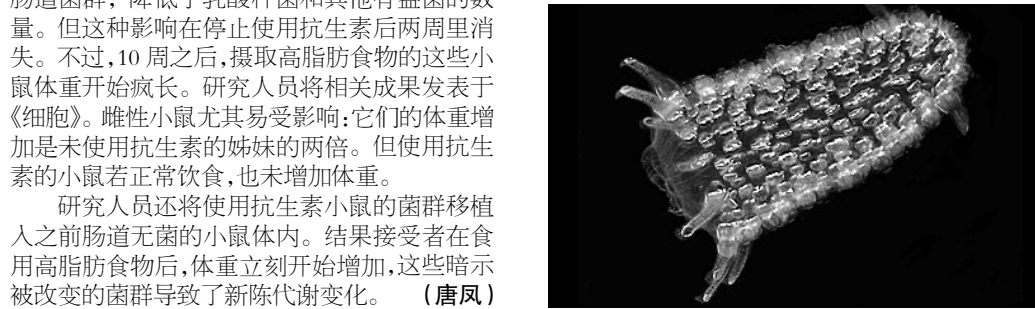 肠道菌群，降低了乳酸杆菌和其他有益菌的数
量。但这种影响在停止使用抗生素后两周里消
失。不过，10 周之后，摄取高脂肪食物的这些小
鼠体重开始疯长。研究人员将相关成果发表于
《细胞》。雌性小鼠尤其易受影响：它们的体重增
加是未使用抗生素的姊妹的两倍。但使用抗生
素的小鼠若正常饮食，也未增加体重。
研究人员还将使用抗生素小鼠的菌群移植
入之前肠道无菌的小鼠体内。结果接受者在食
用高脂肪食物后，体重立刻开始增加，这些暗示
被改变的菌群导致了新陈代谢变化。 （唐凤）